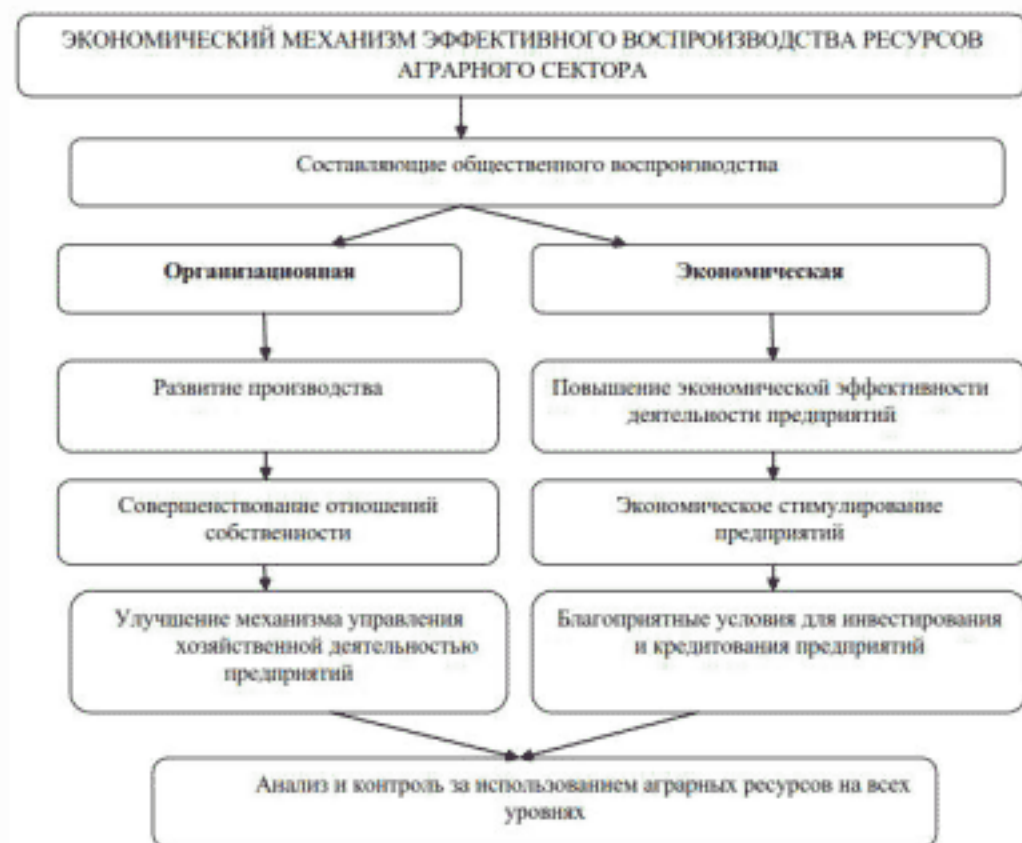 ЭКОНОМИЧЕСКИЙ МЕХАНИЗМ ЭФФЕКТИВНОГО ВОСПРОИЗВОДСТВА РЕСУРСОВ
АГРАРНОГО СЕКТОРА
Составляющие общественного воспроизводства
Организационная
Экономическая
Развитие производства
Повышение экономической эффективности
деятельности предприятий
Совершенствование отношений
собственности
Экономическое стимулирование
предприятий
Улучшение механизма управления
хозяйственной деятельностью
предприятий
Благоприятные условия для инвестирования
и кредитования предприятий
Анализ и контроль за использованием аграрных ресурсов на всех
уровнях